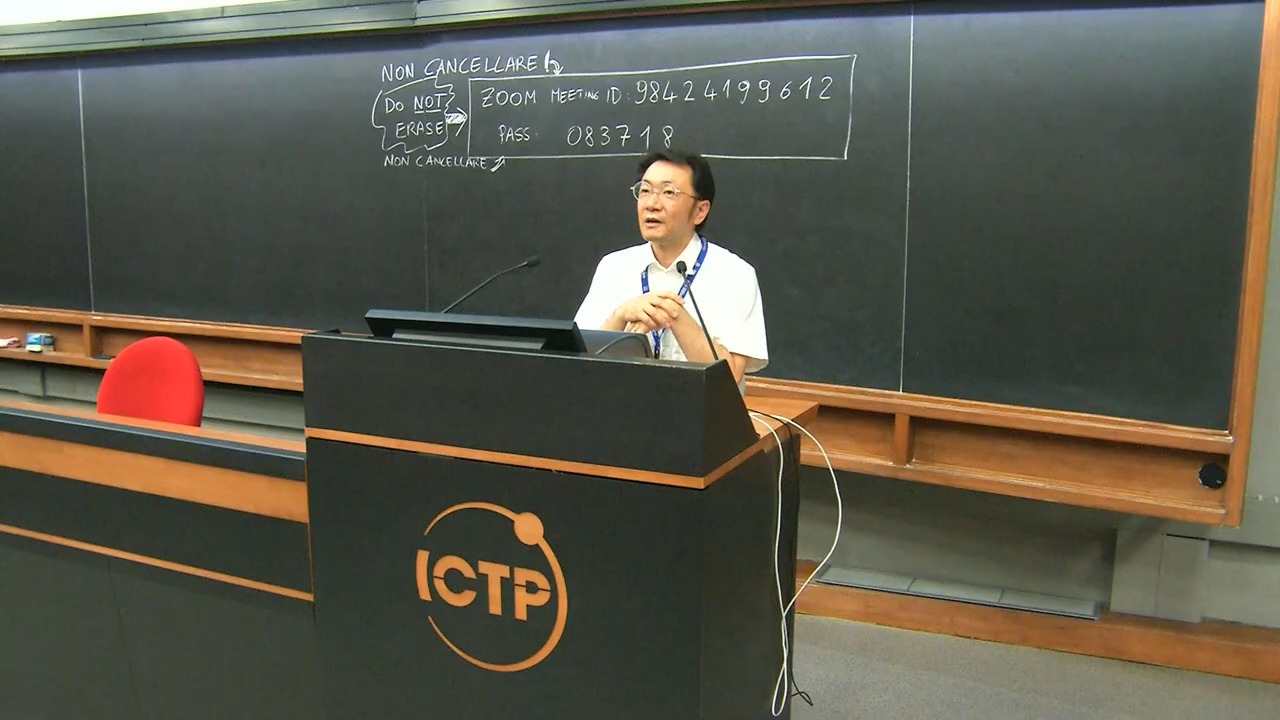 NON CANCELLARE
DO NOT
ERASE
NON CANCELLARE
ZOOM MEETING ID: 98424199612
PASS: 083718
ICTP